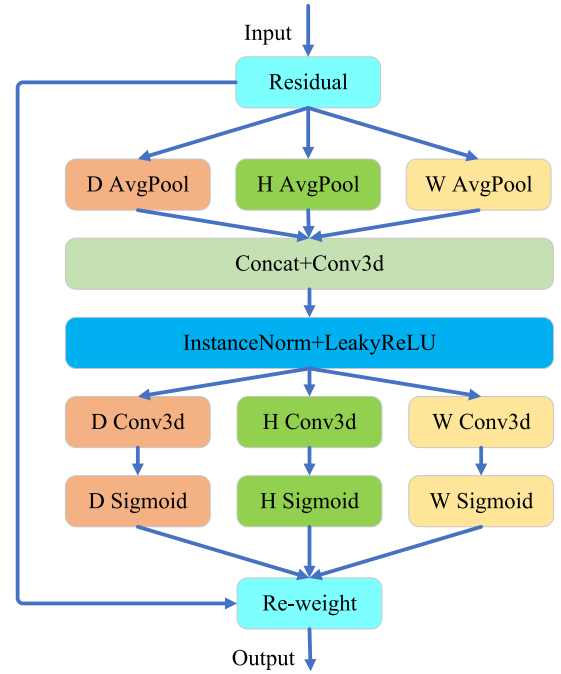 Input
Residual
D AvgPool
H AvgPool
W AvgPool
Concat+Conv3d
InstanceNorm+LeakyReLU
D Conv3d
H Conv3d
W Conv3d
D Sigmoid
H Sigmoid
W Sigmoid
Re-weight
Output